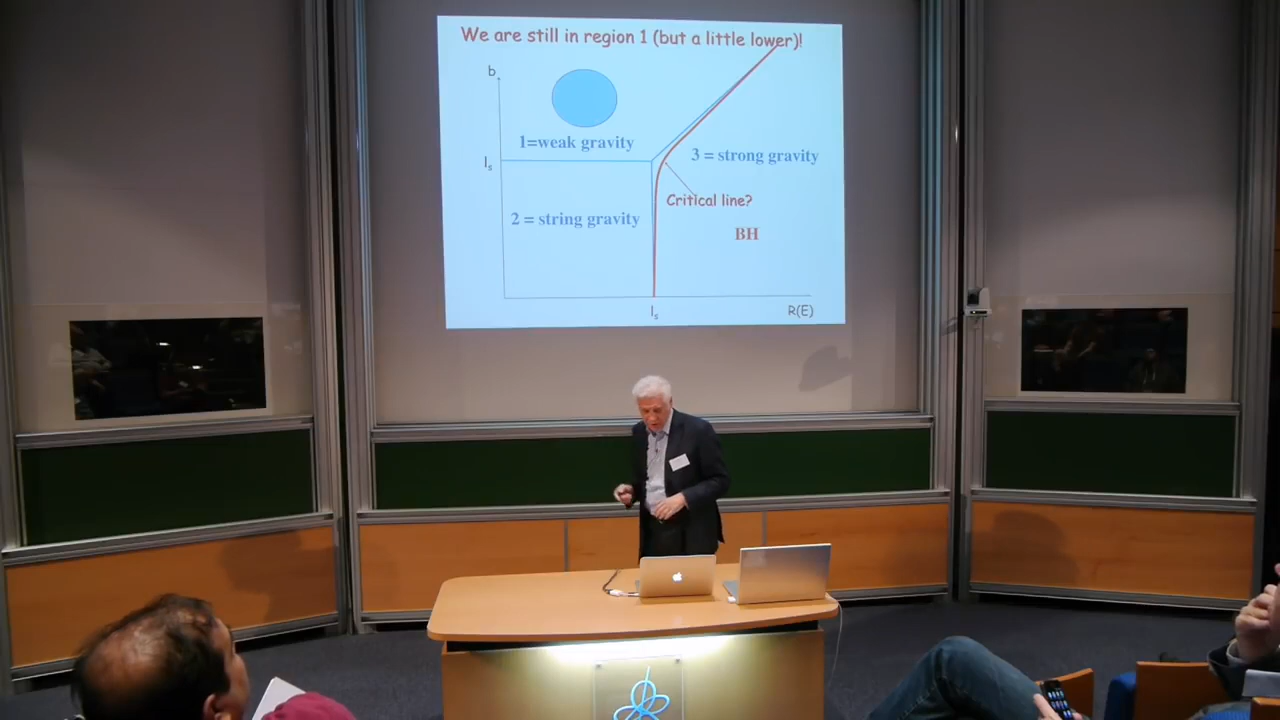 We are still in region 1 (but a little lower)!
b
1=weak gravity
ls
3 = strong gravity
Critical line?
2 = string gravity
BH
ls
R(E)